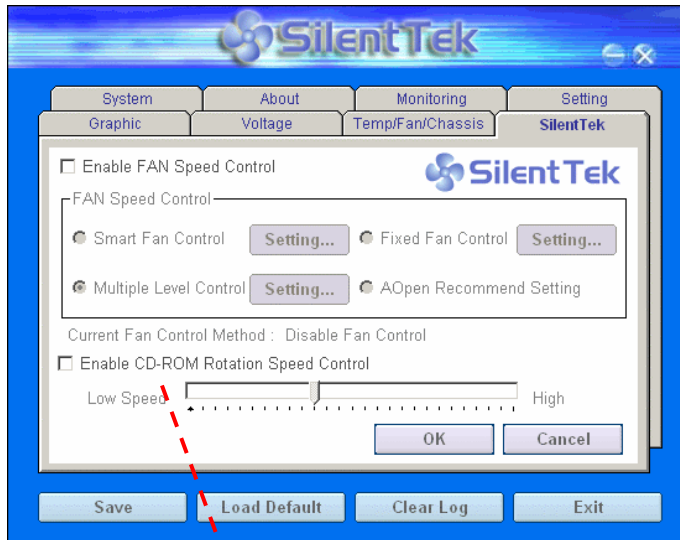 SilentTek
System About Monitoring Setting
Graphic Voltage Temp/Fan/Chassis SilentTek
Enable FAN Speed Control
SilentTek
FAN Speed Control
Smart Fan Control Setting... Fixed Fan Control Setting...
Multiple Level Control Setting... AOpen Recommend Setting
Current Fan Control Method : Disable Fan Control
Enable CD-ROM Rotation Speed Control
Low Speed High
OK Cancel
Save Load Default Clear Log Exit